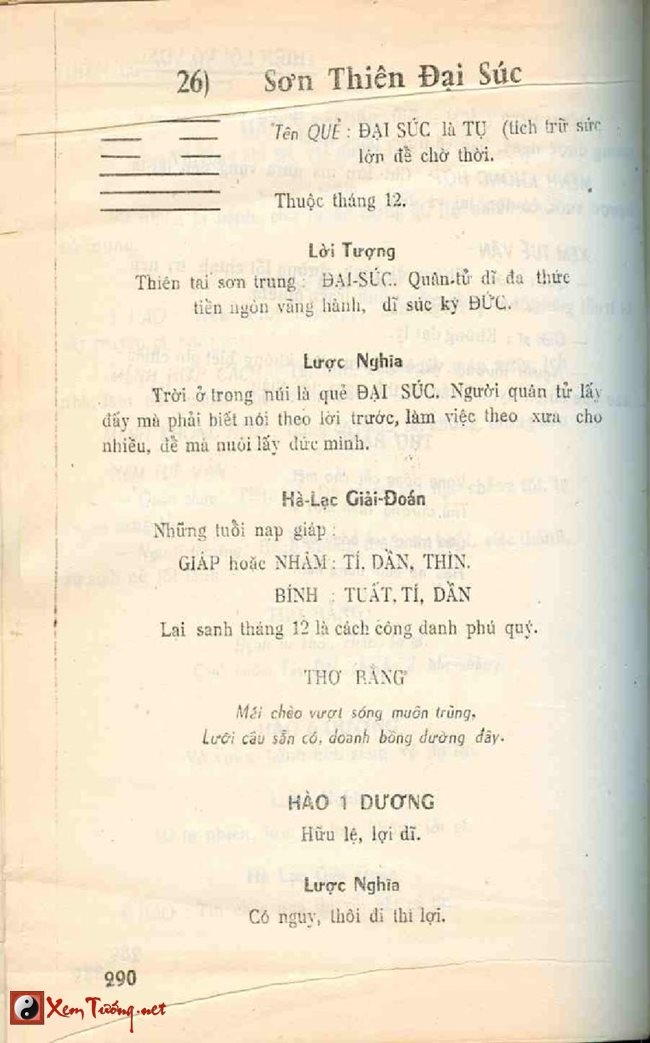 26) Sơn Thiên Đại Súc
Tên QUẺ : ĐẠI SÚC là TỤ (tích trữ sức
lớn để chờ thời.
Thuộc tháng 12.
Lời Tượng
Thiên tại sơn trung : ĐẠI-SÚC. Quân-tử dĩ đa thức
tiền ngôn vãng hành, dĩ súc kỳ ĐỨC.
Lược Nghĩa
Trời ở trong núi là quẻ ĐẠI SÚC. Người quân tử lấy
đấy mà phải biết nói theo lời trước, làm việc theo xưa cho
nhiều, để mà nuôi lấy đức mình.
Hà-Lạc Giải-Đoán
Những tuổi nạp giáp :
GIÁP hoặc NHÂM : TÍ, DẦN, THÌN.
BÍNH : TUẤT, TÍ, DẦN
Lại sanh tháng 12 là cách công danh phú quý.
THƠ RẰNG
Mái chèo vượt sóng muôn trùng,
Lưỡi câu sẵn có, doanh bồng đường đây.
HÀO 1 DƯƠNG
Hữu lệ, lợi dĩ.
Lược Nghĩa
Có nguy, thôi đi thì lợi.
290
XemTướng.net